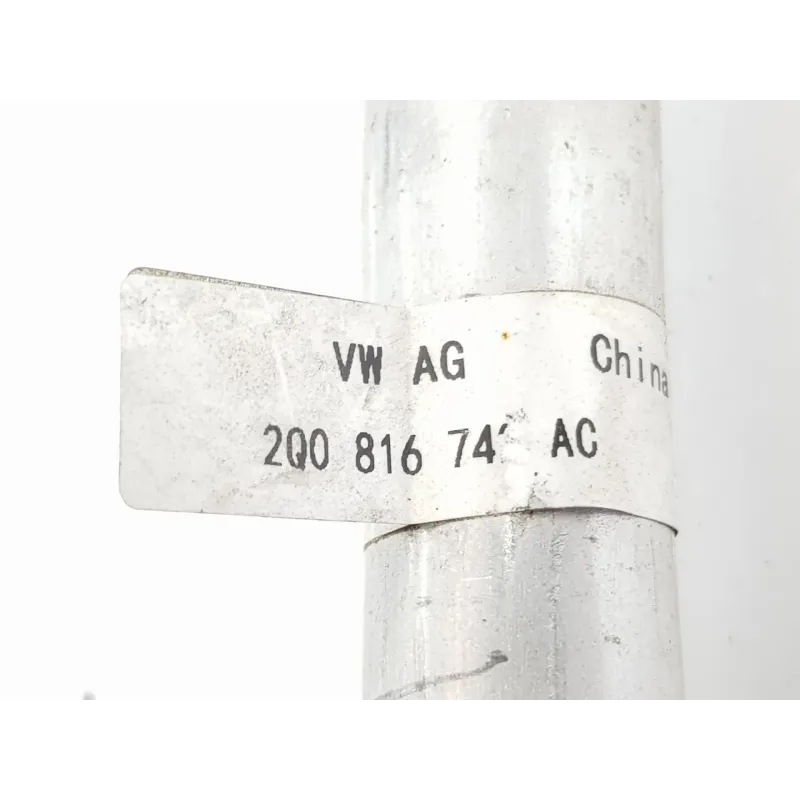 VW AG China
2Q0 816 AC